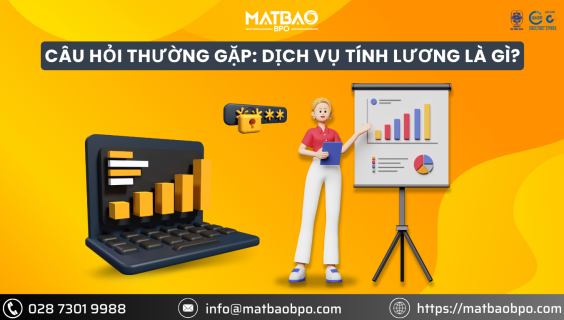 MATBAO
BPO
CÂU HỎI THƯỜNG GẶP: DỊCH VỤ TÍNH LƯƠNG LÀ GÌ?
028 7301 9988
info@matbaobpo.com
https://matbaobpo.com